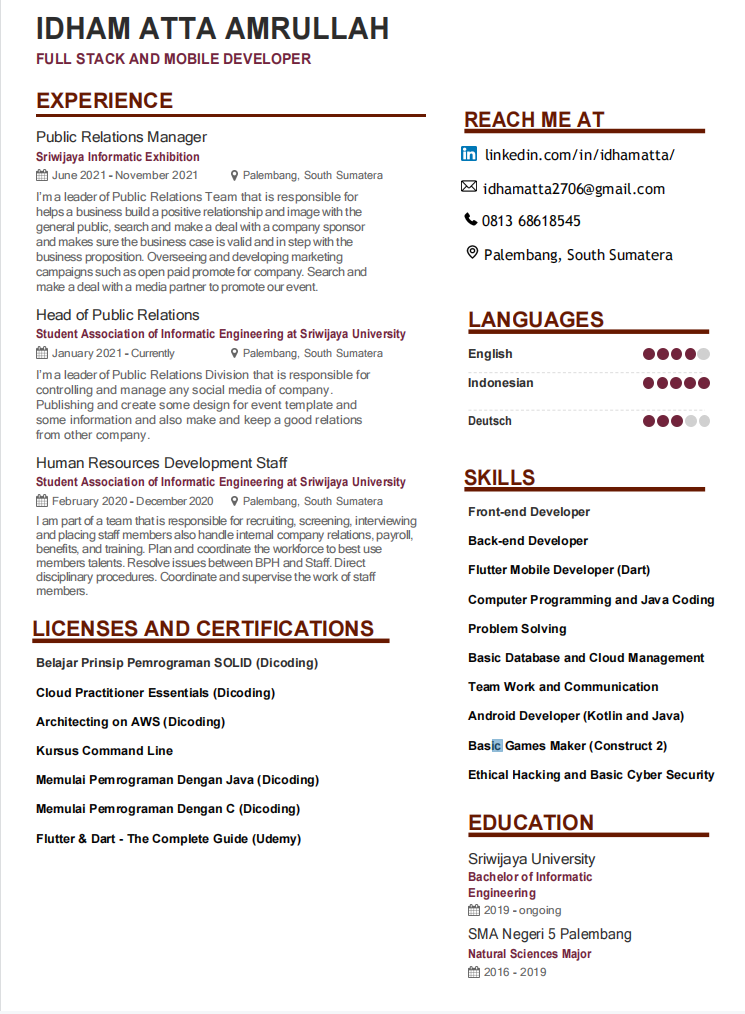 IDHAM ATTA AMRULLAH
FULL STACK AND MOBILE DEVELOPER
EXPERIENCE
Public Relations Manager
Sriwijaya Informatic Exhibition
June 2021 - November 2021 Palembang, South Sumatera
I'm a leader of Public Relations Team that is responsible for
helps a business build a positive relationship and image with the
general public, search and make a deal with a company sponsor
and makes sure the business case is valid and in step with the
business proposition. Overseeing and developing marketing
campaigns such as open paid promote for company. Search and
make a deal with a media partner to promote our event.
Head of Public Relations
Student Association of Informatic Engineering at Sriwijaya University
January 2021 - Currently Palembang, South Sumatera
I'm a leader of Public Relations Division that is responsible for
controlling and manage any social media of company.
Publishing and create some design for event template and
some information and also make and keep a good relations
from other company.
Human Resources Development Staff
Student Association of Informatic Engineering at Sriwijaya University
February 2020 - December 2020 Palembang, South Sumatera
I am part of a team that is responsible for recruiting, screening, interviewing
and placing staff members also handle internal company relations, payroll,
benefits, and training. Plan and coordinate the workforce to best use
members talents. Resolve issues between BPH and Staff. Direct
disciplinary procedures. Coordinate and supervise the work of staff
members.
LICENSES AND CERTIFICATIONS
Belajar Prinsip Pemrograman SOLID (Dicoding)
Cloud Practitioner Essentials (Dicoding)
Architecting on AWS (Dicoding)
Kursus Command Line
Memulai Pemrograman Dengan Java (Dicoding)
Memulai Pemrograman Dengan C (Dicoding)
Flutter & Dart - The Complete Guide (Udemy)
REACH ME AT
in linkedin.com/in/idhamatta/
idhamatta2706@gmail.com
0813 68618545
Palembang, South Sumatera
LANGUAGES
English
Indonesian
Deutsch
SKILLS
Front-end Developer
Back-end Developer
Flutter Mobile Developer (Dart)
Computer Programming and Java Coding
Problem Solving
Basic Database and Cloud Management
Team Work and Communication
Android Developer (Kotlin and Java)
Basic Games Maker (Construct 2)
Ethical Hacking and Basic Cyber Security
EDUCATION
Sriwijaya University
Bachelor of Informatic
Engineering
2019 - ongoing
SMA Negeri 5 Palembang
Natural Sciences Major
2016 - 2019